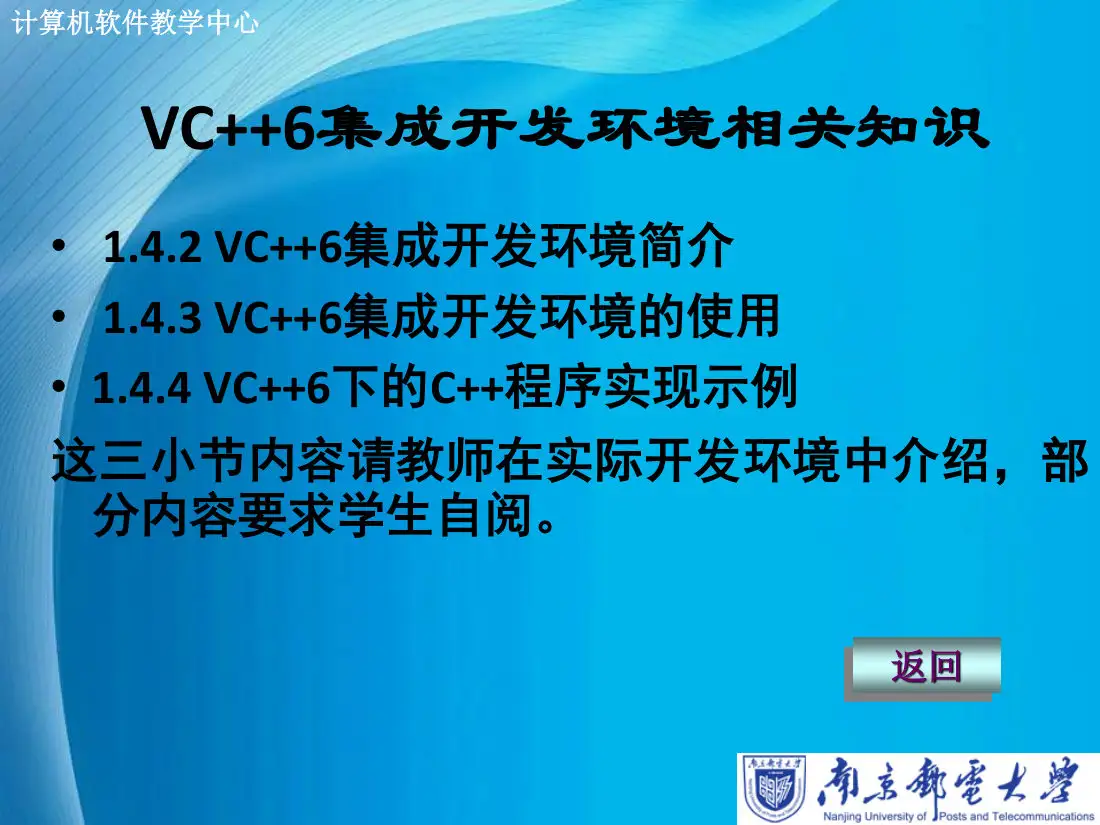 计算机软件教学中心
VC++6集成开发环境相关知识
• 1.4.2 VC++6集成开发环境简介
• 1.4.3 VC++6集成开发环境的使用
• 1.4.4 VC++6下的C++程序实现示例
这三小节内容请教师在实际开发环境中介绍，部
分内容要求学生自阅。
返回
南京郵電大學
Nanjing University of Posts and Telecommunications